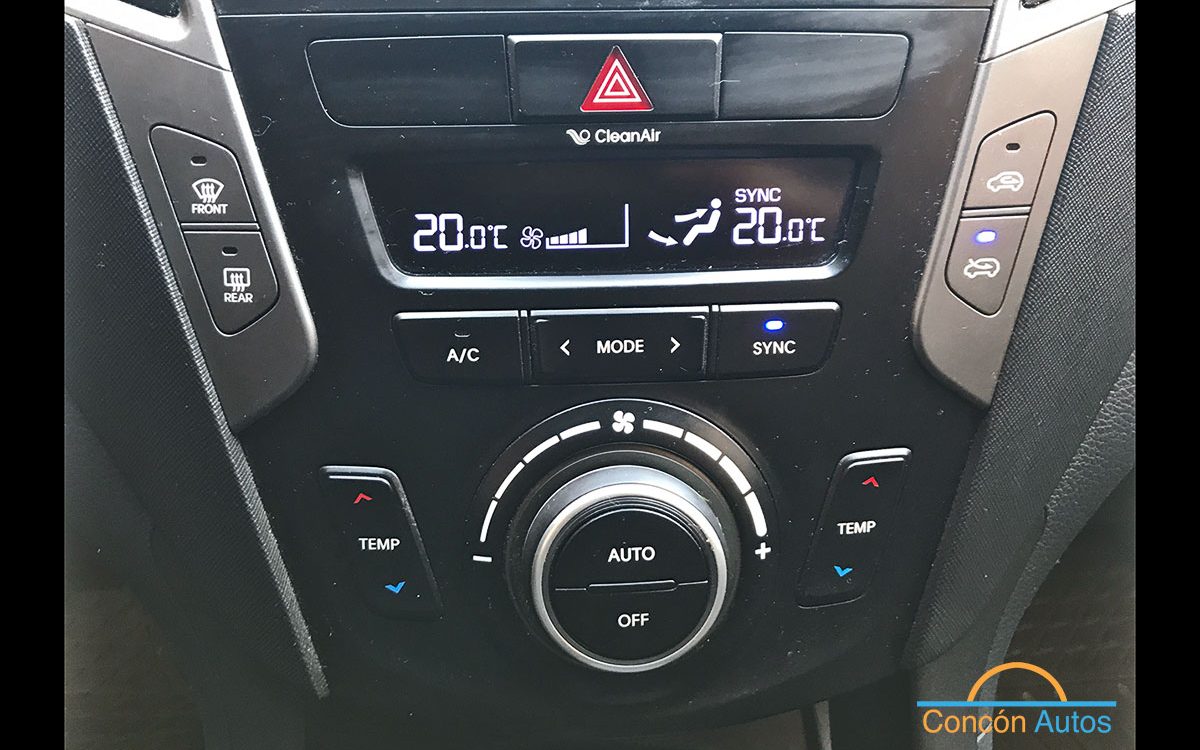 CleanAir
FRONT
REAR
SYNC
20.0°C
20.0°C
A/C
< MODE >
SYNC
TEMP
TEMP
AUTO
OFF
Concón Autos